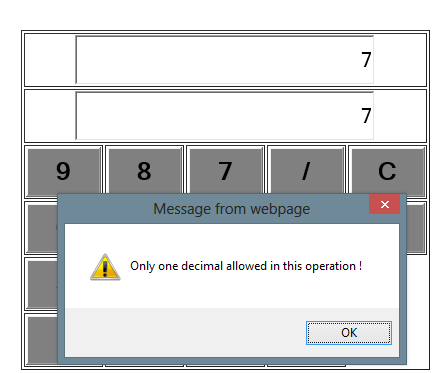 7
7
9 8 7 / C
Message from webpage
Only one decimal allowed in this operation !
OK